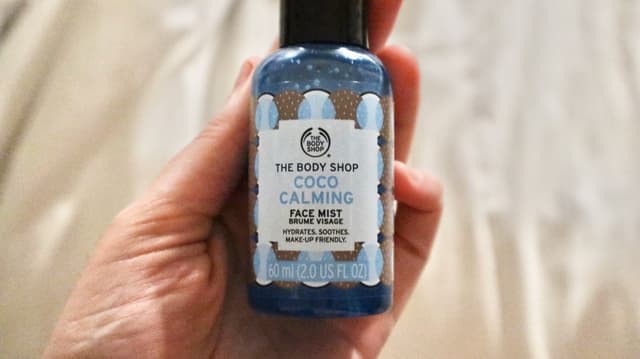 THE
BODY
SHOP
THE BODY SHOP
COCO
CALMING
FACE MIST
BRUME VISAGE
HYDRATES. SOOTHES.
MAKE-UP FRIENDLY.
60 ml (2.0 US FL OZ)